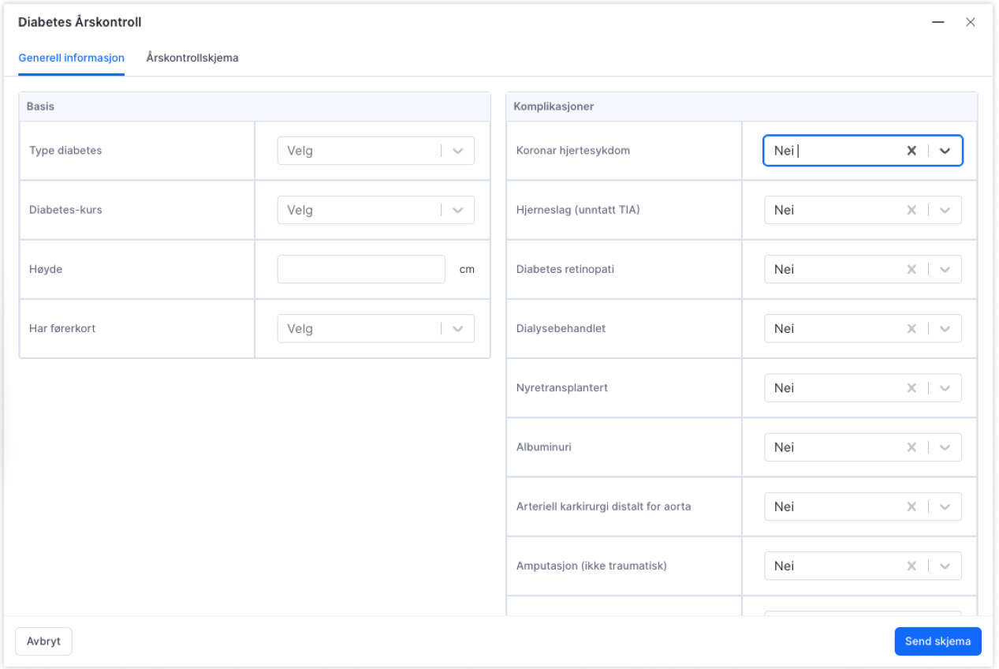 Diabetes Årskontroll
Generell informasjon Årskontrollskjema
Basis
Type diabetes Velg
Diabetes-kurs Velg
Høyde cm
Har førerkort Velg
Komplikasjoner
Koronar hjertesykdom Nei
Hjerneslag (unntatt TIA) Nei
Diabetes retinopati Nei
Dialysebehandlet Nei
Nyretransplantert Nei
Albuminuri Nei
Arteriell karkirurgi distalt for aorta Nei
Amputasjon (ikke traumatisk) Nei
Avbryt Send skjema